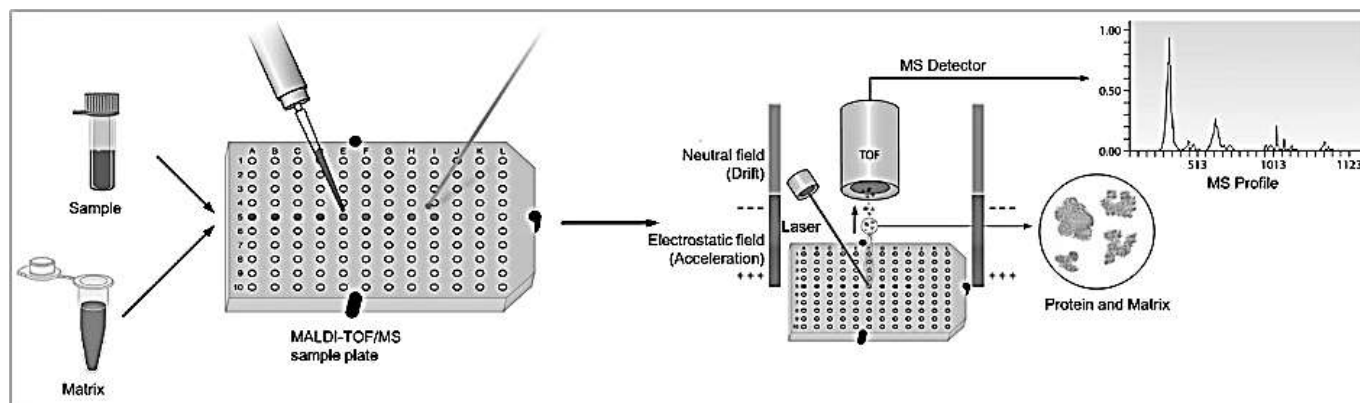 Sample
Matrix
A B C E F G H I J K L
1
2
3
4
5
6
7
8
9
10
MALDI-TOF/MS
sample plate
Neutral field
(Drift)
Electrostatic field
(Acceleration)
- - -
+++
Laser
TOF
MS Detector
- - -
+++
Protein and Matrix
1.00
0.50
0.00
513 1013 1123
MS Profile